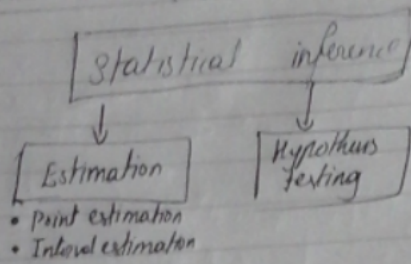 Statistical inference
Estimation
• Point estimation
• Interval estimation
Hypothesis
testing